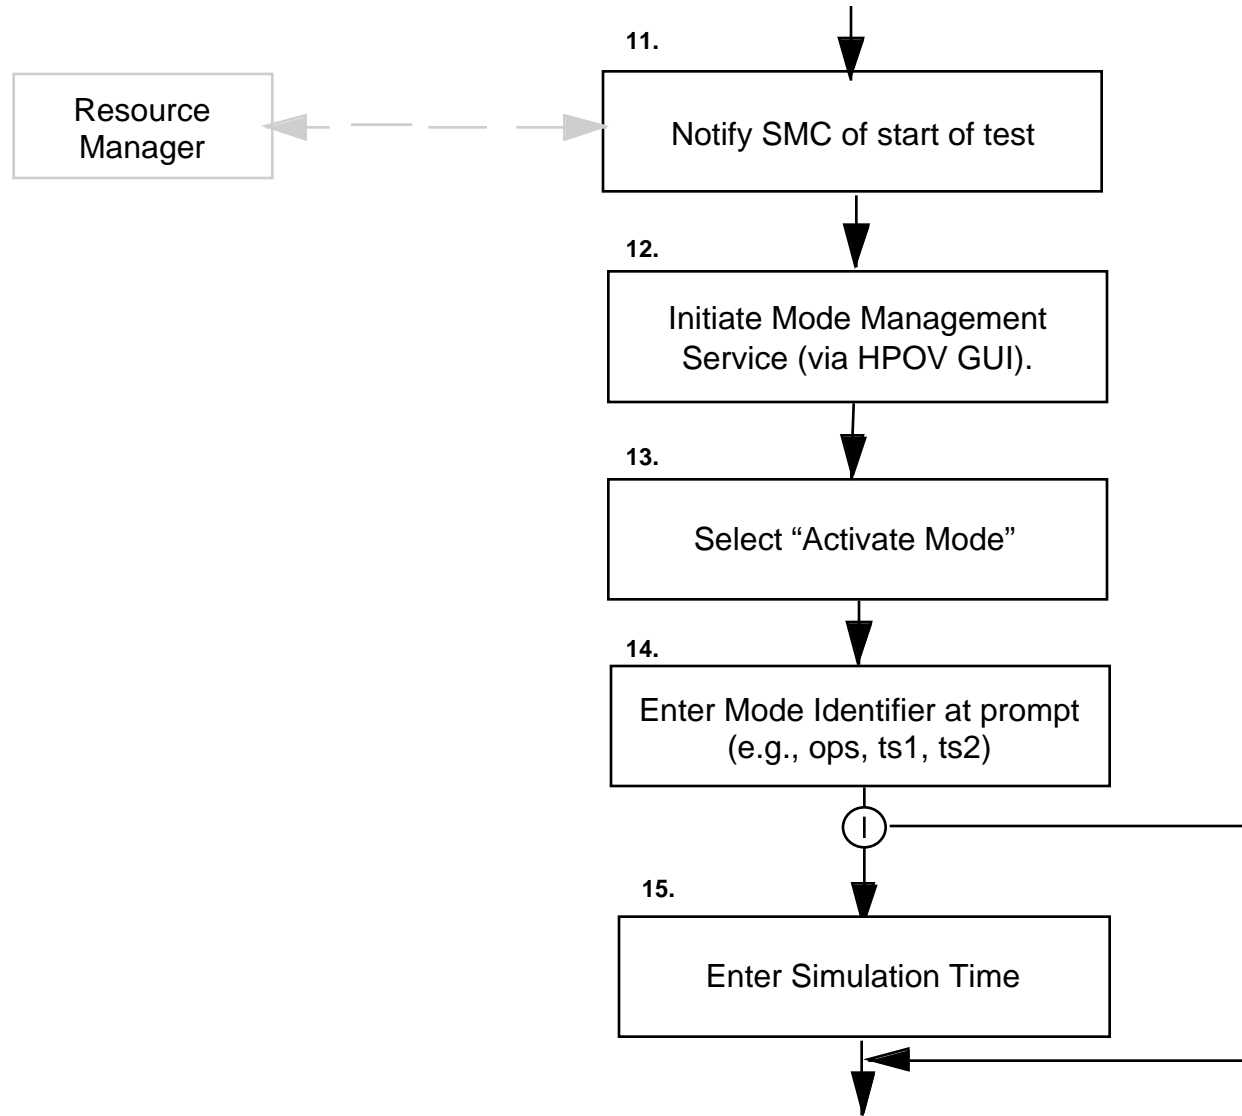 11.
Resource
Manager
Notify SMC of start of test
12.
Initiate Mode Management
Service (via HPOV GUI).
13.
Select “Activate Mode”
14.
Enter Mode Identifier at prompt
(e.g., ops, ts1, ts2)
15.
Enter Simulation Time